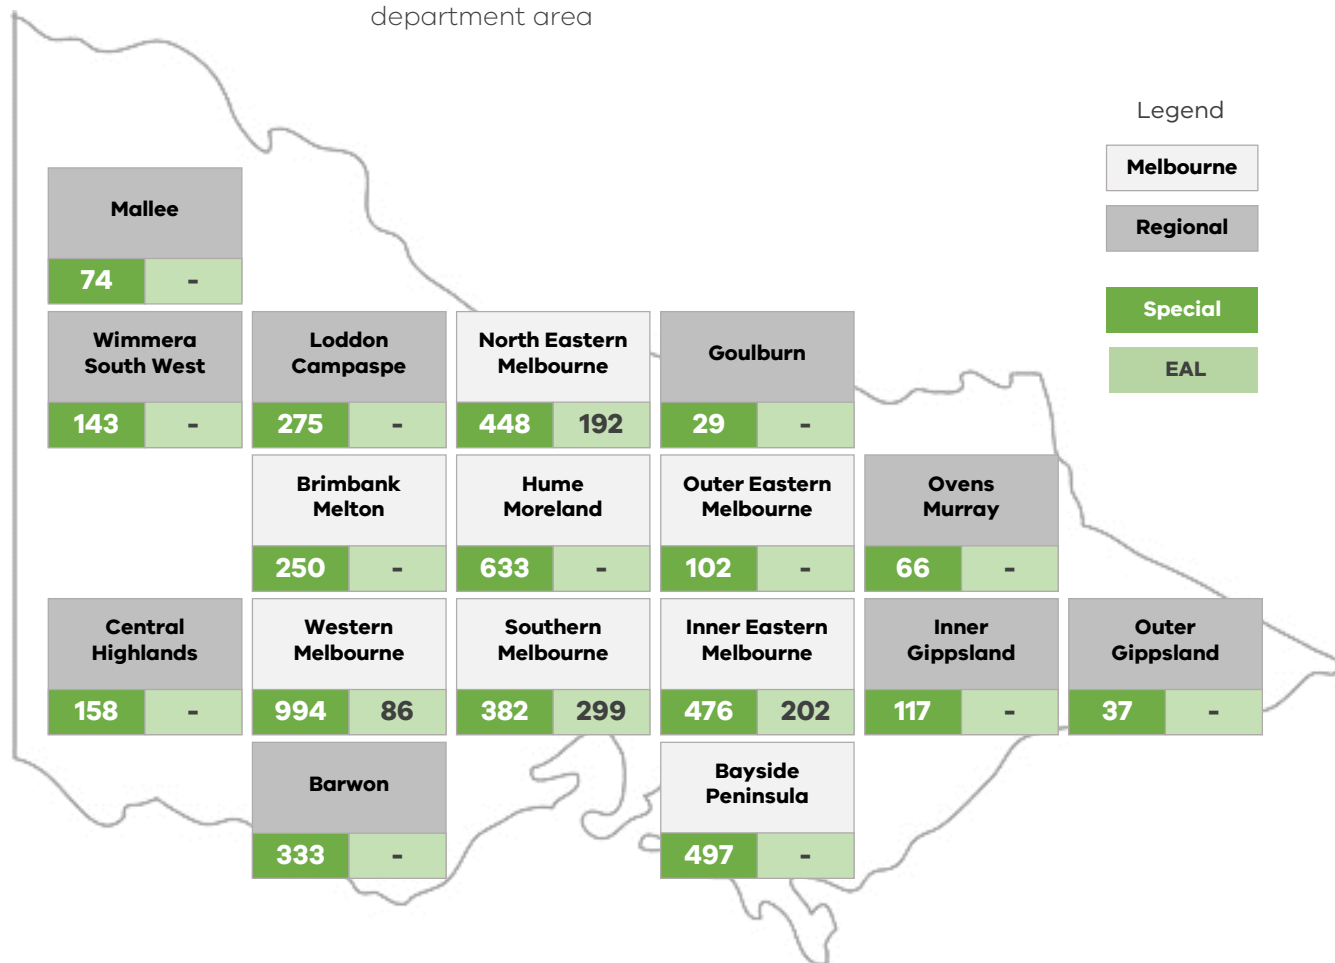 department area
Legend
Melbourne
Regional
Special
EAL
Mallee
74 -
Wimmera
South West
143 -
Loddon
Campaspe
275 -
North Eastern
Melbourne
448 192
Goulburn
29 -
Brimbank
Melton
250 -
Hume
Moreland
633 -
Outer Eastern
Melbourne
102 -
Ovens
Murray
66 -
Central
Highlands
158 -
Western
Melbourne
994 86
Southern
Melbourne
382 299
Inner Eastern
Melbourne
476 202
Inner
Gippsland
117 -
Outer
Gippsland
37 -
Barwon
333 -
Bayside
Peninsula
497 -